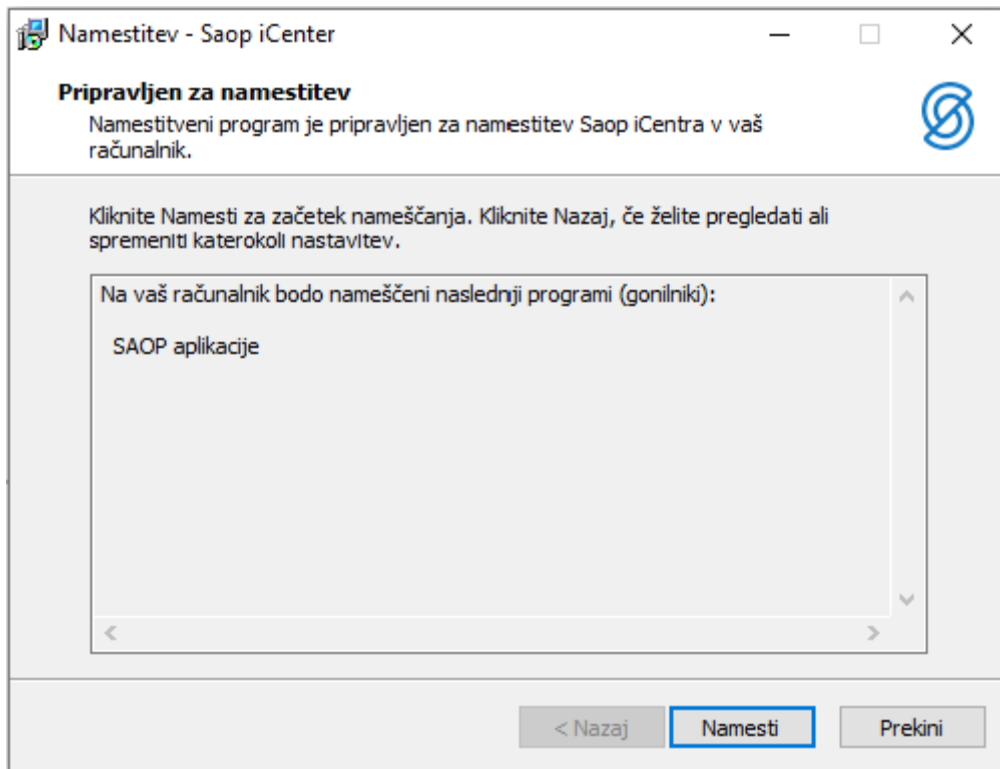 Namestitev - Saop iCenter
Pripravljen za namestitev
Namestitveni program je pripravljen za namestitev Saop iCentra v vaš
računalnik.
Kliknite Namesti za začetek nameščanja. Kliknite Nazaj, če želite pregledati ali
spremeniti katerokoli nastavitev.
Na vaš računalnik bodo nameščeni naslednji programi (gonilniki):
SAOP aplikacije
< Nazaj
Namesti
Prekini